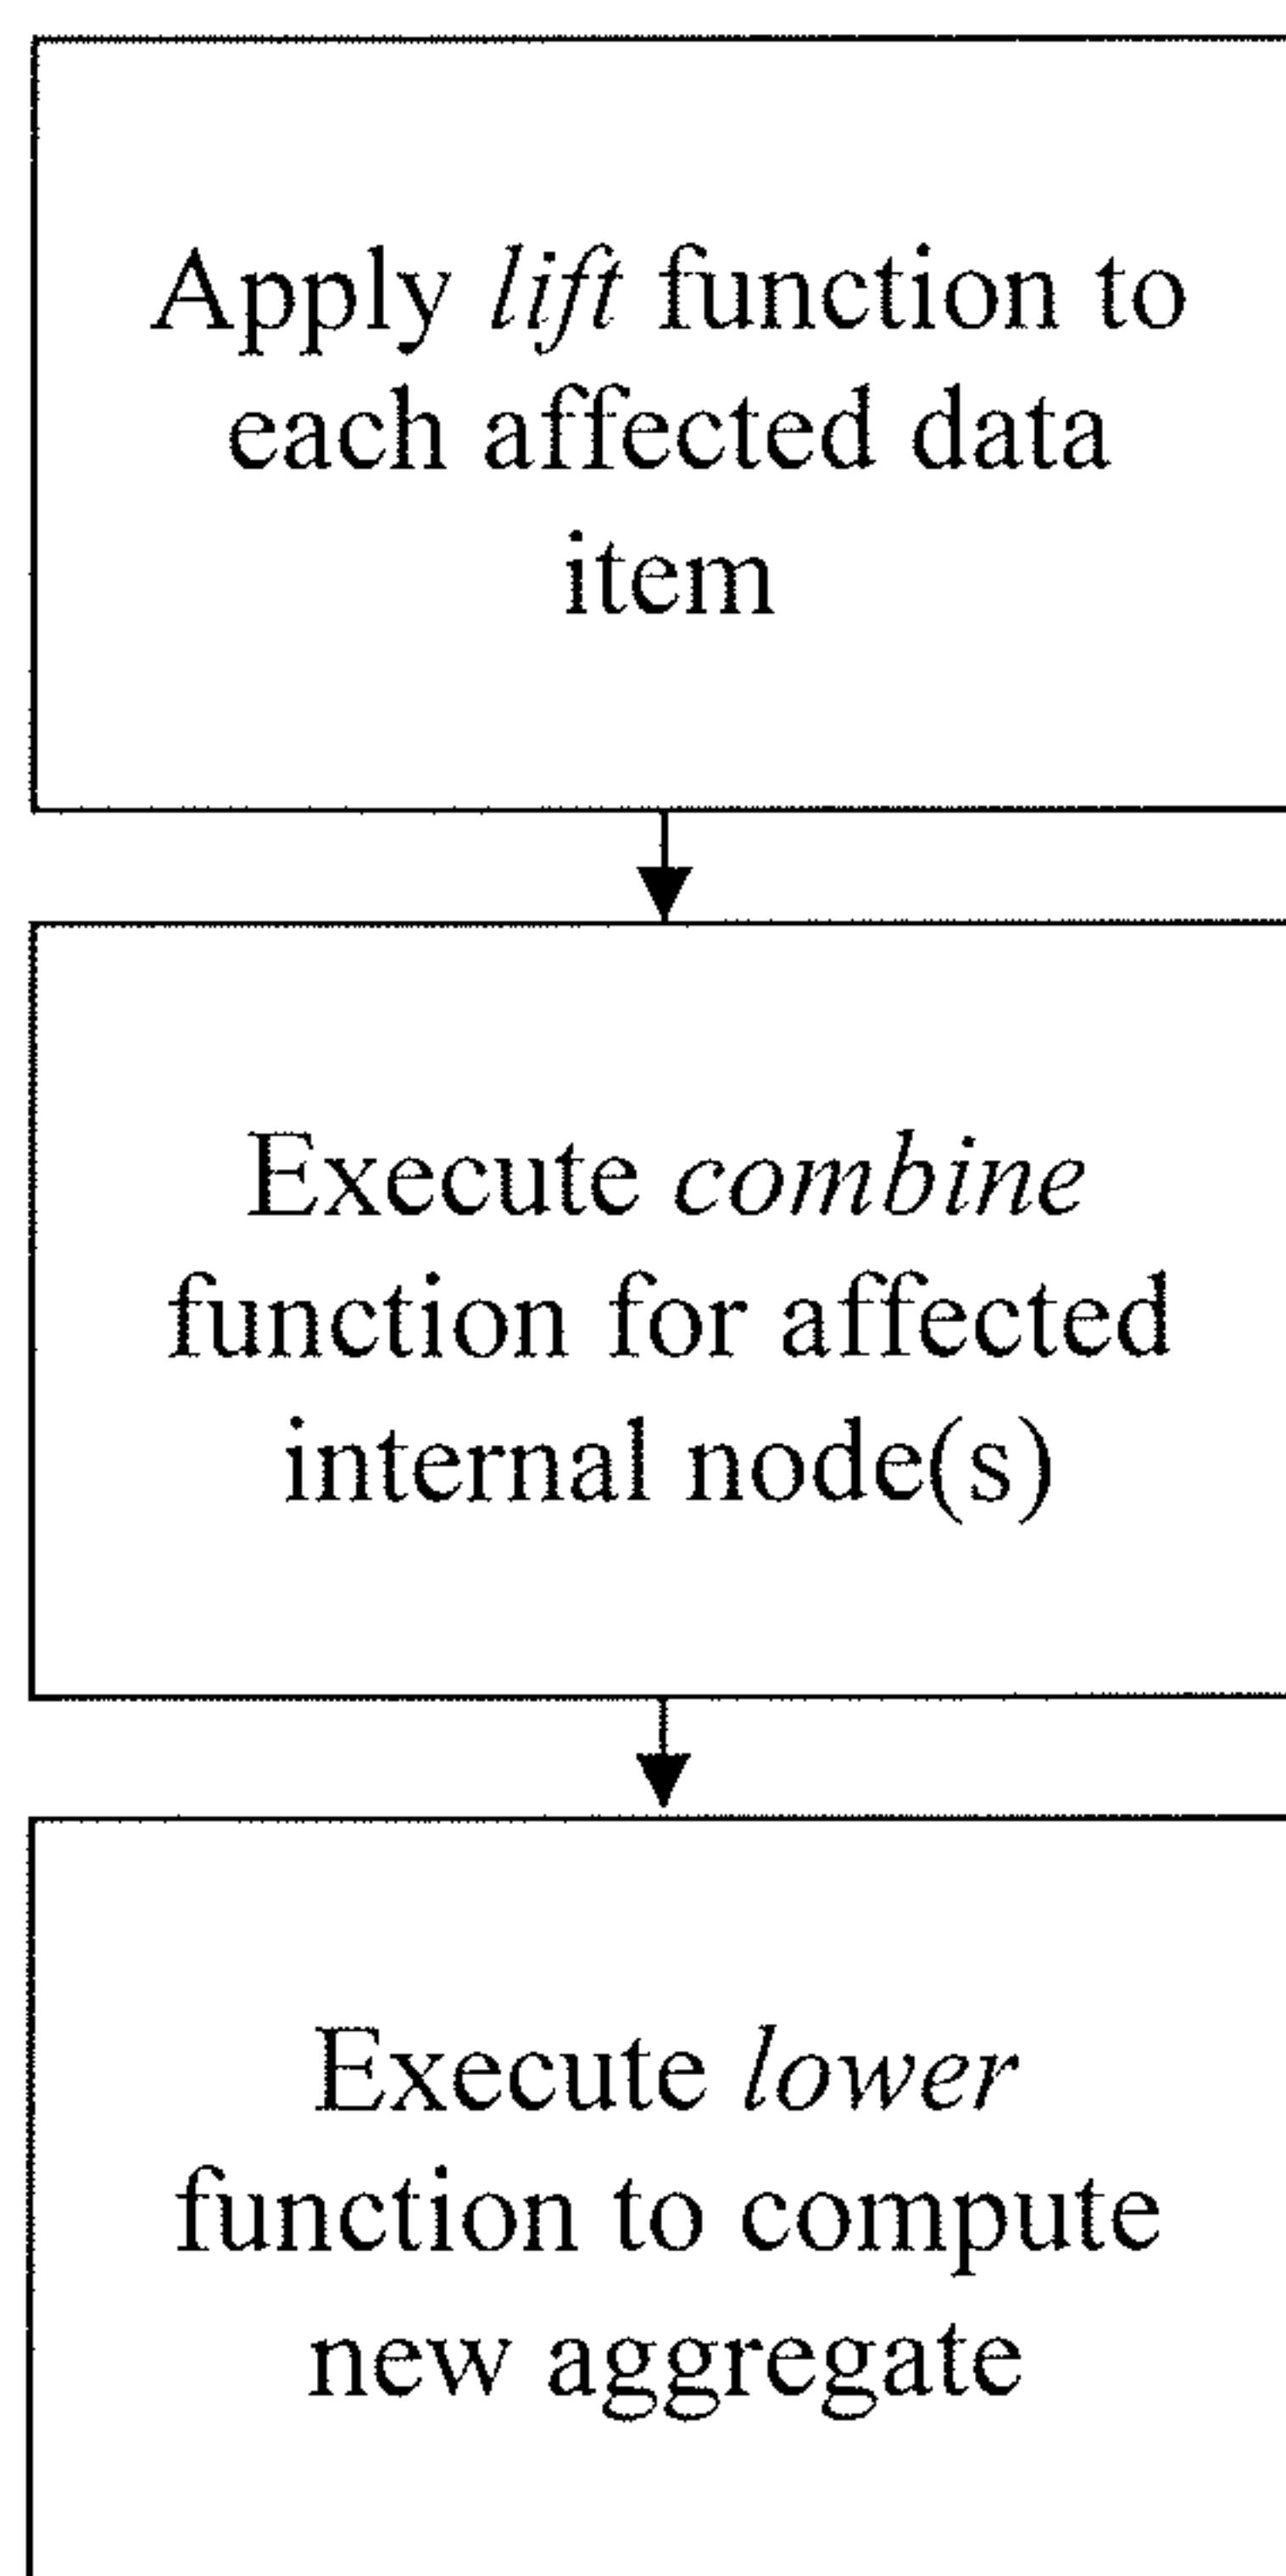 Apply lift function to
each affected data
item
Execute combine
function for affected
internal node(s)
Execute lower
function to compute
new aggregate